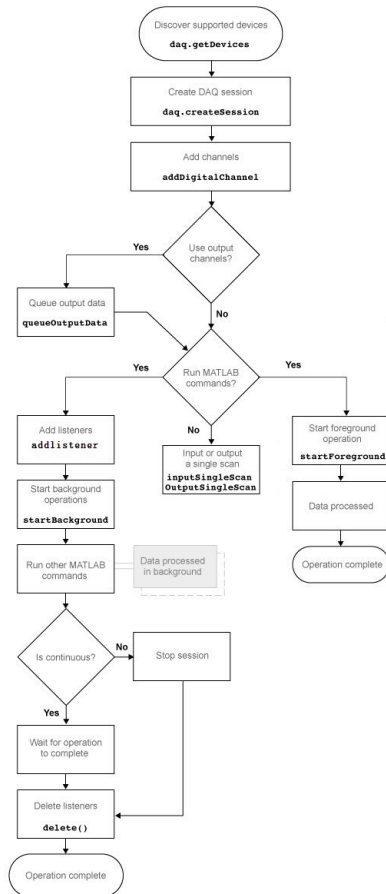 Discover supported devices
daq.getDevices
Create DAQ session
daq.createSession
Add channels
addDigitalChannel
Yes
Use output
channels?
Queue output data
queueOutputData
No
Yes
Run MATLAB
commands?
Yes
Add listeners
addlistener
No
Input or output
a single scan
inputSingleScan
OutputSingleScan
Start foreground
operation
startForeground
Start background
operations
startBackground
Data processed
Run other MATLAB
commands
Data processed
in background
Operation complete
Is continuous?
No
Stop session
Yes
Wait for operation
to complete
Delete listeners
delete()
Operation complete